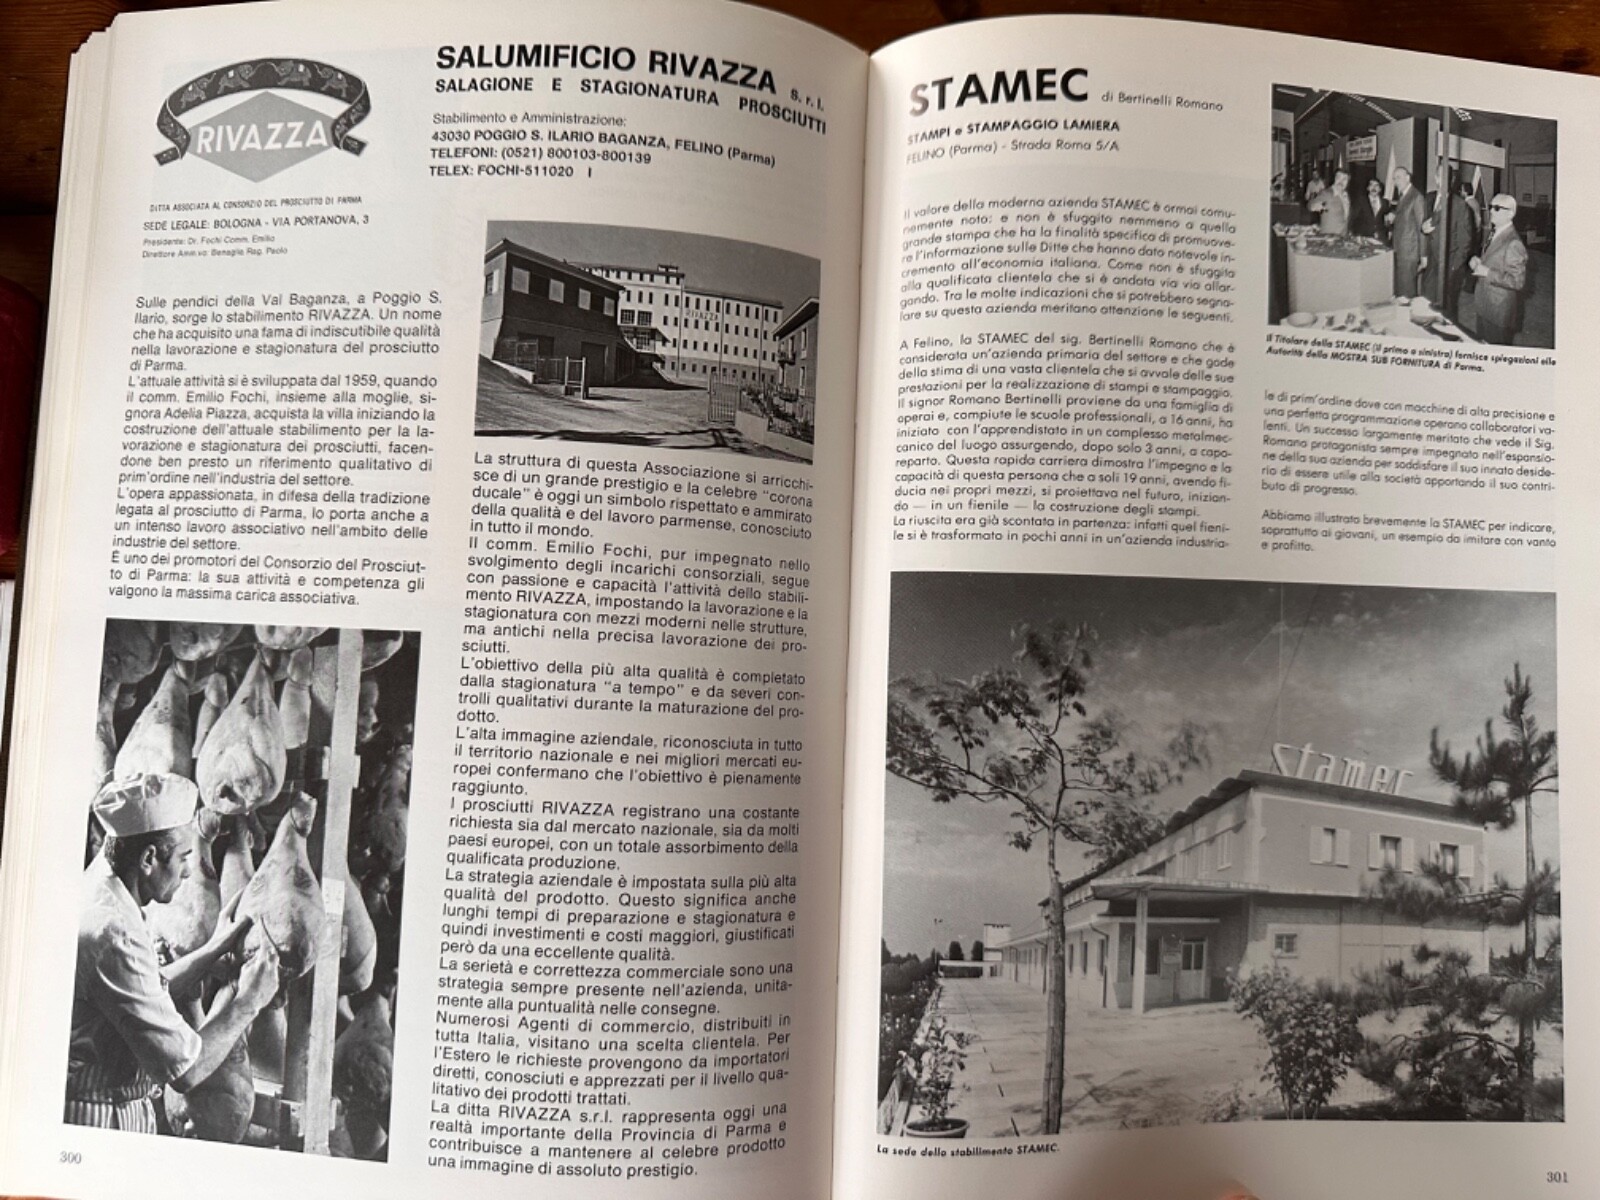 RIVAZZA
DITTA ASSOCIATA AL CONSORZIO DEL PROSCIUTTO DI PARMA
SEDE LEGALE: BOLOGNA - VIA PORTANOVA, 3
Presidente: Dr. Fochi Comm. Emilio
Direttore Amm.vo: Benaglia Rag. Paolo
SALUMIFICIO RIVAZZA s. r. l.
SALAGIONE E STAGIONATURA PROSCIUTTI
Stabilimento e Amministrazione:
43030 POGGIO S. ILARIO BAGANZA, FELINO (Parma)
TELEFONI: (0521) 800103-800139
TELEX: FOCHI-511020 I
Sulle pendici della Val Baganza, a Poggio S.
Ilario, sorge lo stabilimento RIVAZZA. Un nome
che ha acquisito una fama di indiscutibile qualità
nella lavorazione e stagionatura del prosciutto
di Parma.
L'attuale attività si è sviluppata dal 1959, quando
il comm. Emilio Fochi, insieme alla moglie, si-
gnora Adelia Piazza, acquista la villa iniziando la
costruzione dell'attuale stabilimento per la la-
vorazione e stagionatura dei prosciutti, facen-
done ben presto un riferimento qualitativo di
prim'ordine nell'industria del settore.
L'opera appassionata, in difesa della tradizione
legata al prosciutto di Parma, lo porta anche a
un intenso lavoro associativo nell'ambito delle
industrie del settore.
È uno dei promotori del Consorzio del Prosciut-
to di Parma: la sua attività e competenza gli
valgono la massima carica associativa.
300
RIVAZZA
La struttura di questa Associazione si arricchi-
sce di un grande prestigio e la celebre "corona
ducale" è oggi un simbolo rispettato e ammirato
della qualità e del lavoro parmense, conosciuto
in tutto il mondo.
Il comm. Emilio Fochi, pur impegnato nello
svolgimento degli incarichi consorziali, segue
con passione e capacità l'attività dello stabili-
mento RIVAZZA, impostando la lavorazione e la
stagionatura con mezzi moderni nelle strutture,
ma antichi nella precisa lavorazione dei pro-
sciutti.
L'obiettivo della più alta qualità è completato
dalla stagionatura "a tempo" e da severi con-
trolli qualitativi durante la maturazione del pro-
dotto.
L'alta immagine aziendale, riconosciuta in tutto
il territorio nazionale e nei migliori mercati eu-
ropei confermano che l'obiettivo è pienamente
raggiunto.
I prosciutti RIVAZZA registrano una costante
richiesta sia dal mercato nazionale, sia da molti
paesi europei, con un totale assorbimento della
qualificata produzione.
La strategia aziendale è impostata sulla più alta
qualità del prodotto. Questo significa anche
lunghi tempi di preparazione e stagionatura e
quindi investimenti e costi maggiori, giustificati
però da una eccellente qualità.
La serietà e correttezza commerciale sono una
strategia sempre presente nell'azienda, unita-
mente alla puntualità nelle consegne.
Numerosi Agenti di commercio, distribuiti in
tutta Italia, visitano una scelta clientela. Per
l'Estero le richieste provengono da importatori
diretti, conosciuti e apprezzati per il livello qua-
litativo dei prodotti trattati.
La ditta RIVAZZA s.r.l. rappresenta oggi una
realtà importante della Provincia di Parma e
contribuisce a mantenere al celebre prodotto
una immagine di assoluto prestigio.
STAMEC di Bertinelli Romano
STAMPI e STAMPAGGIO LAMIERA
FELINO (Parma) - Strada Roma 5/A
Il valore della moderna azienda STAMEC è ormai comu-
nemente noto: e non è sfuggito nemmeno a quella
grande stampa che ha la finalità specifica di promuove-
re l'informazione sulle Ditte che hanno dato notevole in-
cremento all'economia italiana. Come non è sfuggita
alla qualificata clientela che si è andata via via allar-
gando. Tra le molte indicazioni che si potrebbero segna-
lare su questa azienda meritano attenzione le seguenti.
A Felino, la STAMEC del sig. Bertinelli Romano che è
considerata un'azienda primaria del settore e che gode
della stima di una vasta clientela che si avvale delle sue
prestazioni per la realizzazione di stampi e stampaggio.
Il signor Romano Bertinelli proviene da una famiglia di
operai e, compiute le scuole professionali, a 16 anni, ha
iniziato con l'apprendistato in un complesso metalmec-
canico del luogo assurgendo, dopo solo 3 anni, a capo-
reparto. Questa rapida carriera dimostra l'impegno e la
capacità di questa persona che a soli 19 anni, avendo fi-
ducia nei propri mezzi, si proiettava nel futuro, inizian-
do — in un fienile — la costruzione degli stampi.
La riuscita era già scontata in partenza: infatti quel fieni-
le si è trasformato in pochi anni in un'azienda industria-
Il Titolare della STAMEC (il primo a sinistra) fornisce spiegazioni alle
Autorità della MOSTRA SUB FORNITURA di Parma.
le di prim'ordine dove con macchine di alta precisione e
una perfetta programmazione operano collaboratori va-
lenti. Un successo largamente meritato che vede il Sig.
Romano protagonista sempre impegnato nell'espansio-
ne della sua azienda per soddisfare il suo innato deside-
rio di essere utile alla società apportando il suo contri-
buto di progresso.
Abbiamo illustrato brevemente la STAMEC per indicare,
soprattutto ai giovani, un esempio da imitare con vanto
e profitto.
stamec
La sede dello stabilimento STAMEC.
301